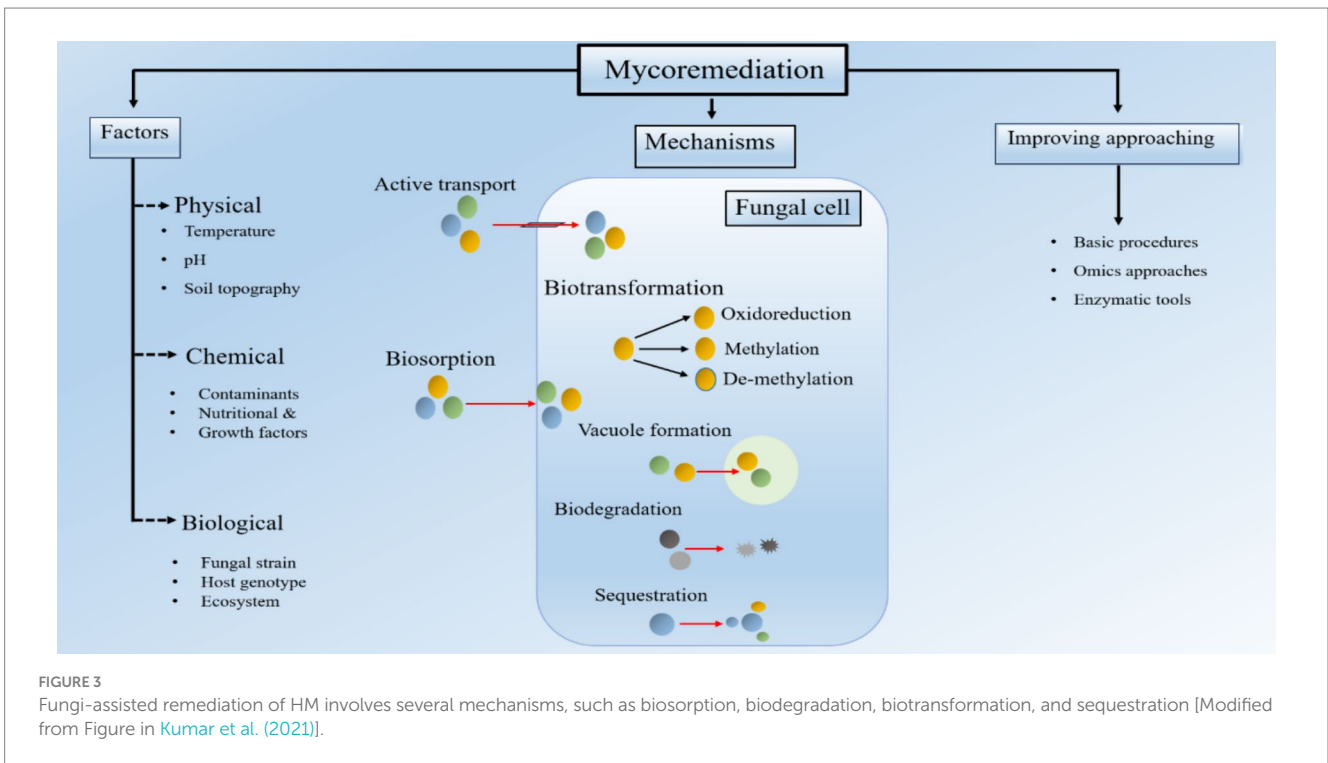 Mycoremediation
Factors
Mechanisms
Improving approaching
Physical
• Temperature
• pH
• Soil topography
Chemical
• Contaminants
• Nutritional &
• Growth factors
Biological
• Fungal strain
• Host genotype
• Ecosystem
Active transport
Biosorption
Fungal cell
Biotransformation
Oxidoreduction
Methylation
De-methylation
Vacuole formation
Biodegradation
Sequestration
• Basic procedures
• Omics approaches
• Enzymatic tools
FIGURE 3
Fungi-assisted remediation of HM involves several mechanisms, such as biosorption, biodegradation, biotransformation, and sequestration [Modified
from Figure in Kumar et al. (2021)].